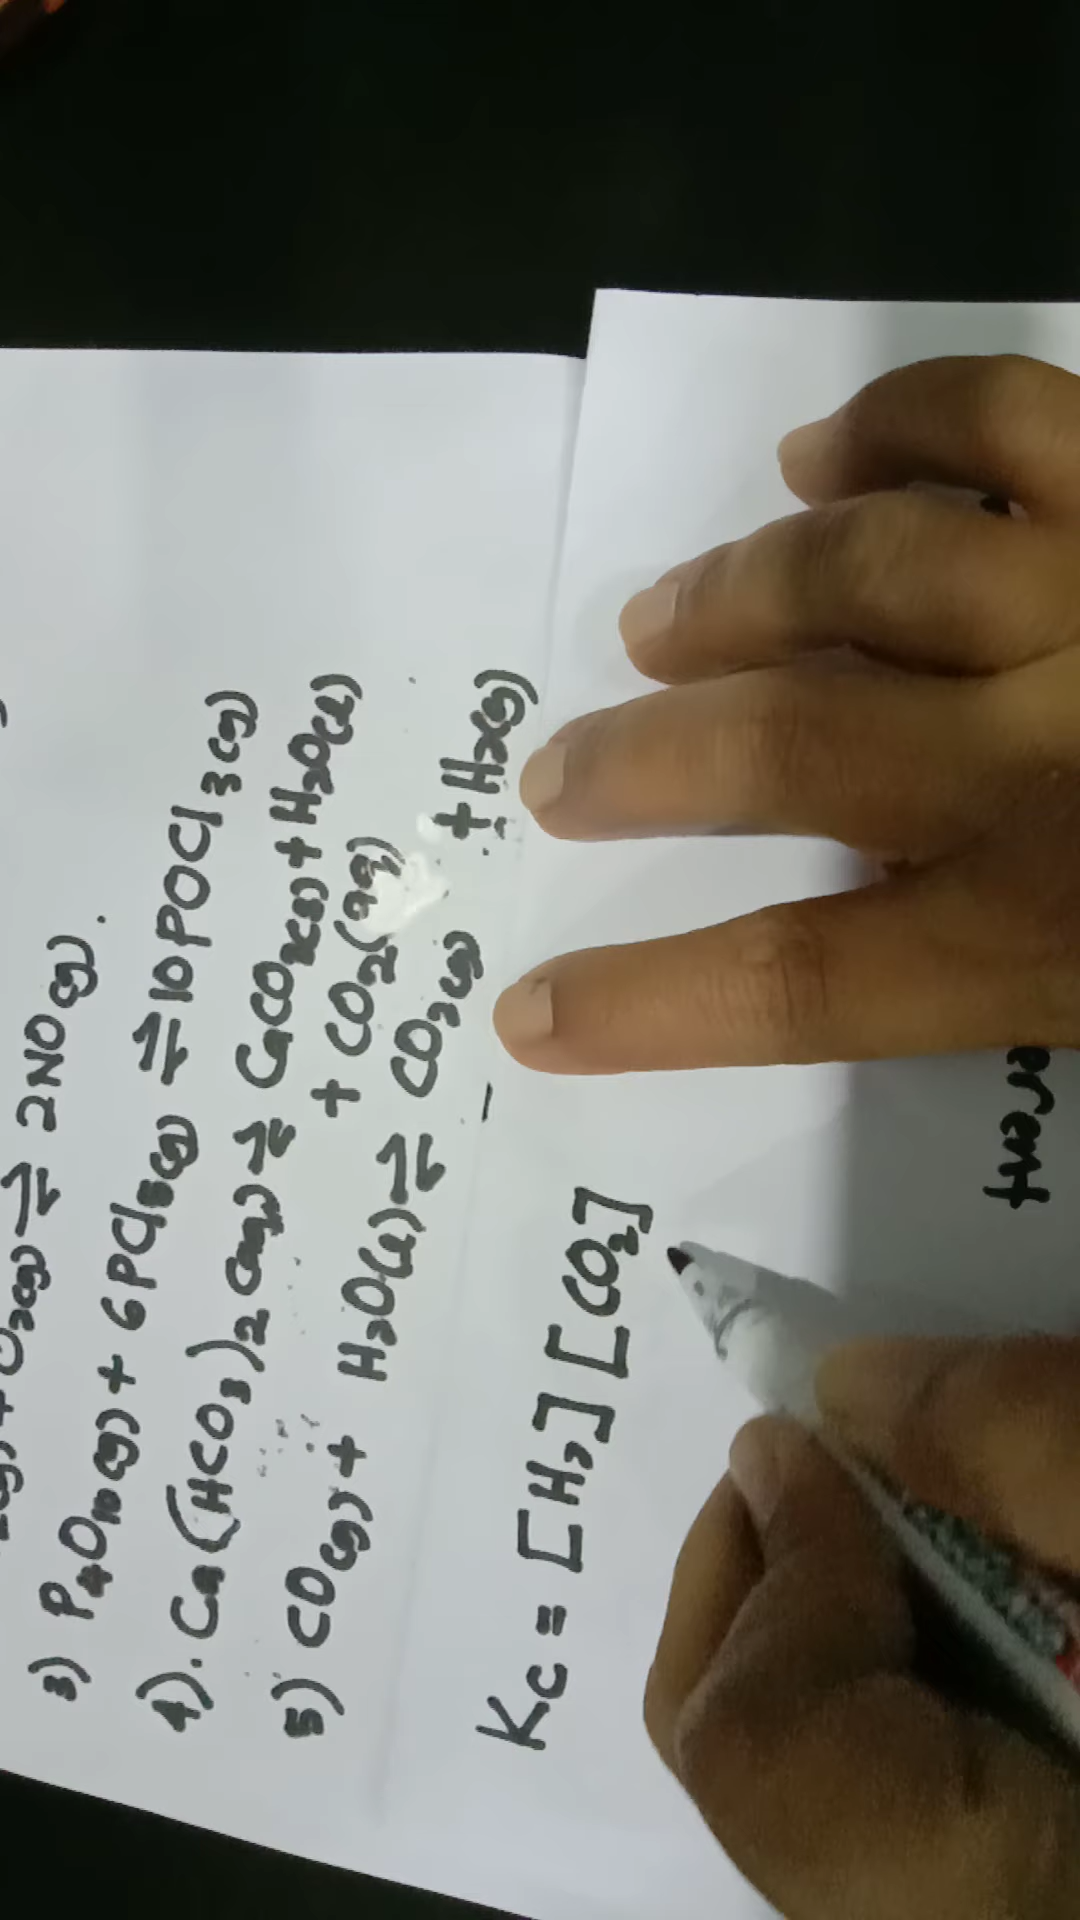 ⇌ 2NO(g).
3) P₄O₁₀(g) + 6PCl₅(g) ⇌ 10POCl₃(g)
4). Ca(HCO₃)₂(aq) ⇌ CaCO₃(s) + H₂O(l)
+ CO₂(aq)
5) CO(g) + H₂O(l) ⇌ CO₂(g) + H₂(g)
Kc = [H₂] [CO₂]